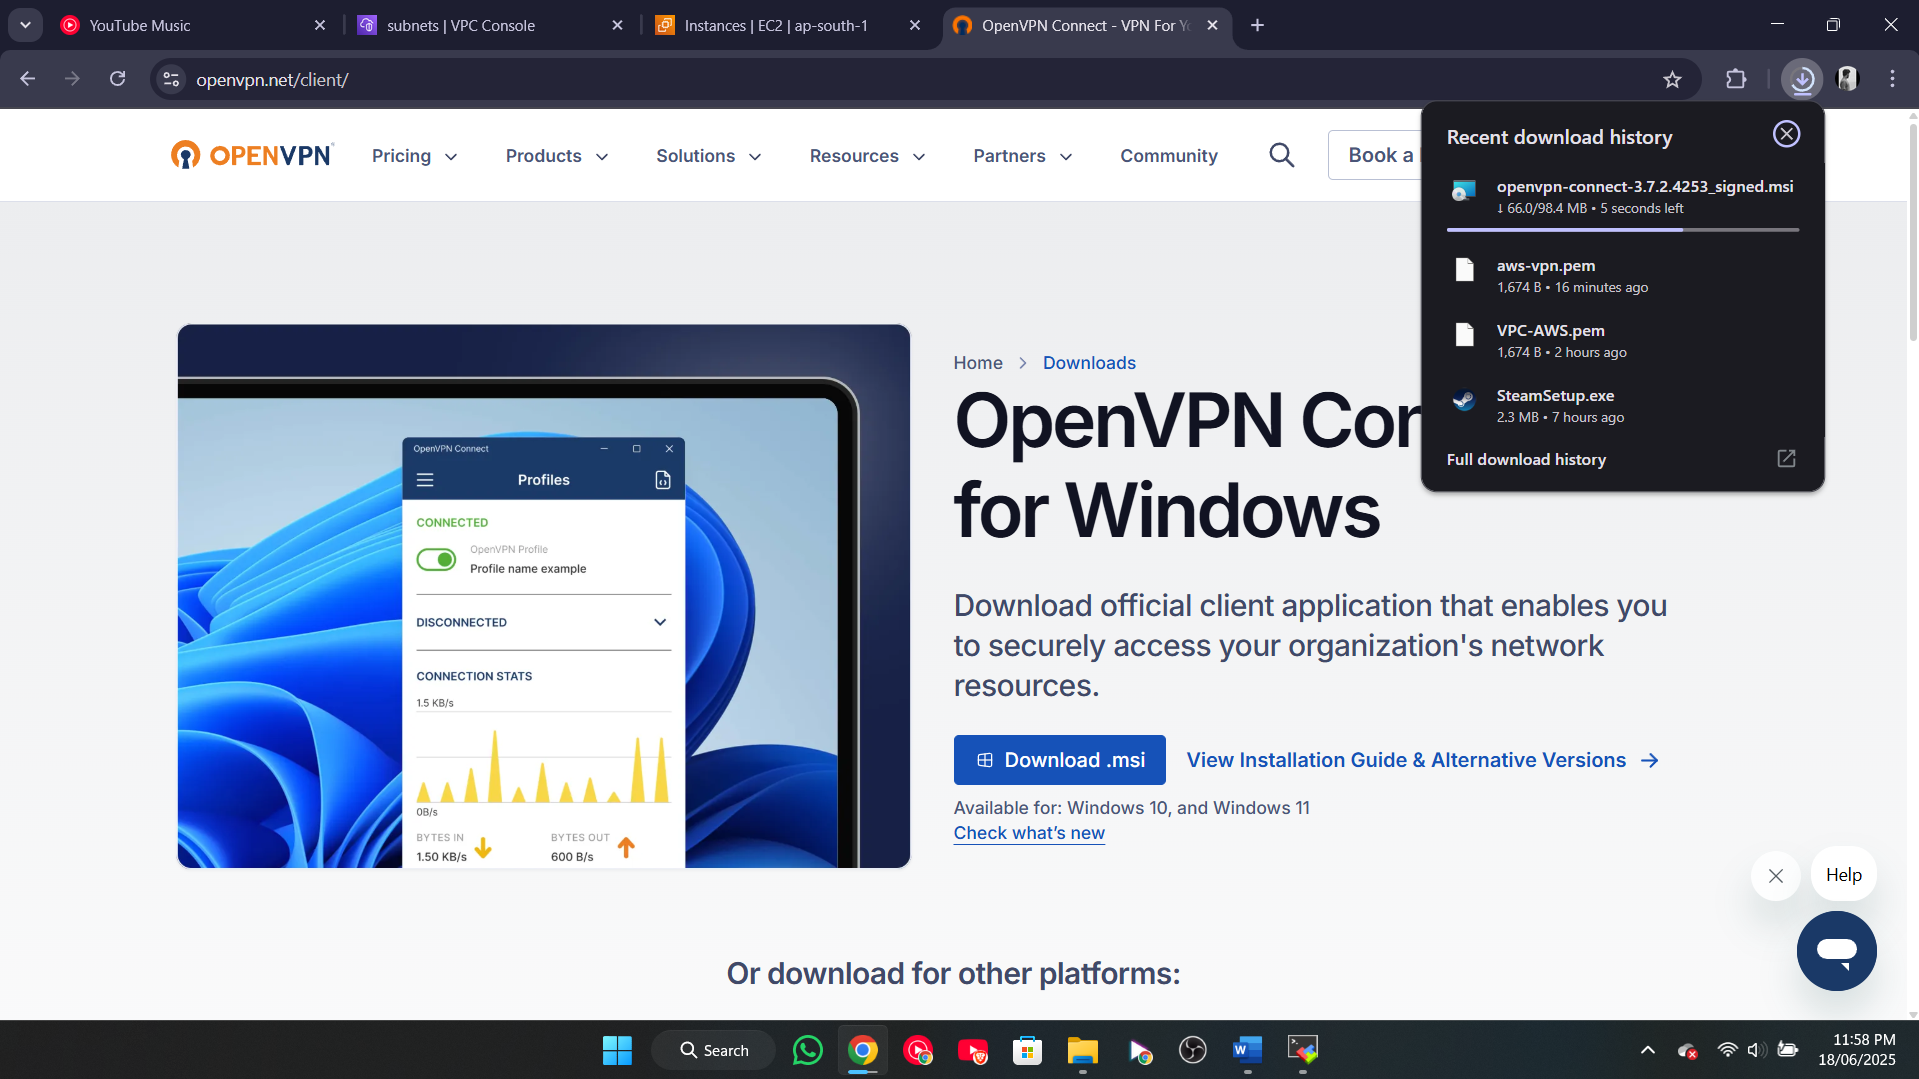 YouTube Music
subnets | VPC Console
Instances | EC2 | ap-south-1
OpenVPN Connect - VPN For Yo
openvpn.net/client/
OPENVPN
Pricing
Products
Solutions
Resources
Partners
Community
Book a
Recent download history
openvpn-connect-3.7.2.4253_signed.msi
↓ 66.0/98.4 MB • 5 seconds left
aws-vpn.pem
1,674 B • 16 minutes ago
VPC-AWS.pem
1,674 B • 2 hours ago
SteamSetup.exe
2.3 MB • 7 hours ago
Full download history
OpenVPN Connect
Profiles
CONNECTED
OpenVPN Profile
Profile name example
DISCONNECTED
CONNECTION STATS
1.5 KB/s
0B/s
BYTES IN
1.50 KB/s
BYTES OUT
600 B/s
Home > Downloads
OpenVPN Con
for Windows
Download official client application that enables you
to securely access your organization's network
resources.
Download .msi
View Installation Guide & Alternative Versions →
Available for: Windows 10, and Windows 11
Check what’s new
Help
Or download for other platforms:
Search
11:58 PM
18/06/2025